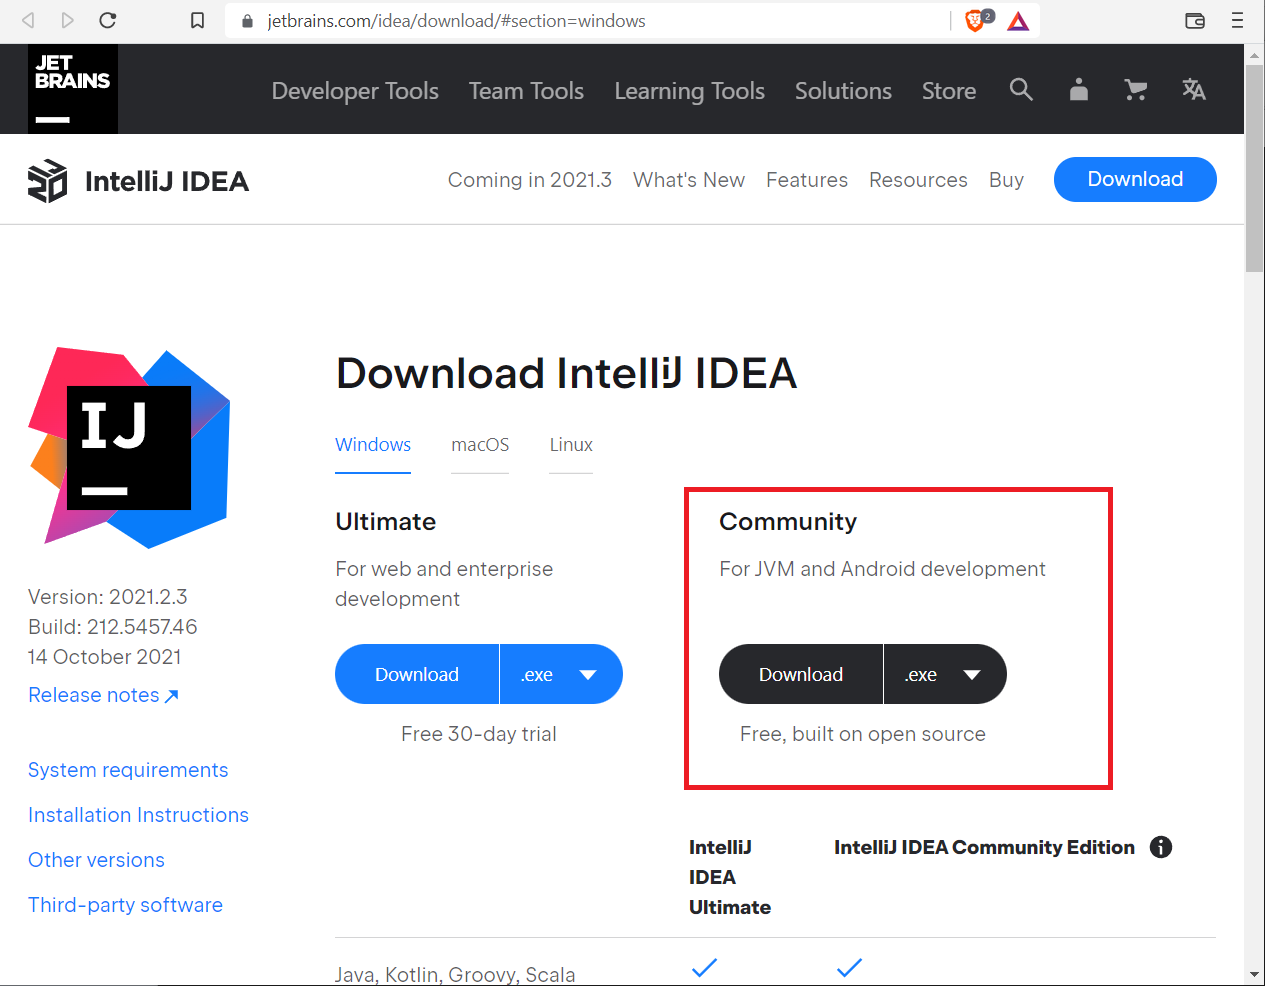 jetbrains.com/idea/download/#section=windows
2
JET
BRAINS
Developer Tools Team Tools Learning Tools Solutions Store
IntelliJ IDEA
Coming in 2021.3 What's New Features Resources Buy Download
Download IntelliJ IDEA
IJ
Windows macOS Linux
Ultimate
For web and enterprise
development
Download .exe
Free 30-day trial
Community
For JVM and Android development
Download .exe
Free, built on open source
Version: 2021.2.3
Build: 212.5457.46
14 October 2021
Release notes ↗
System requirements
Installation Instructions
Other versions
Third-party software
IntelliJ
IDEA
Ultimate
IntelliJ IDEA Community Edition
Java, Kotlin, Groovy, Scala